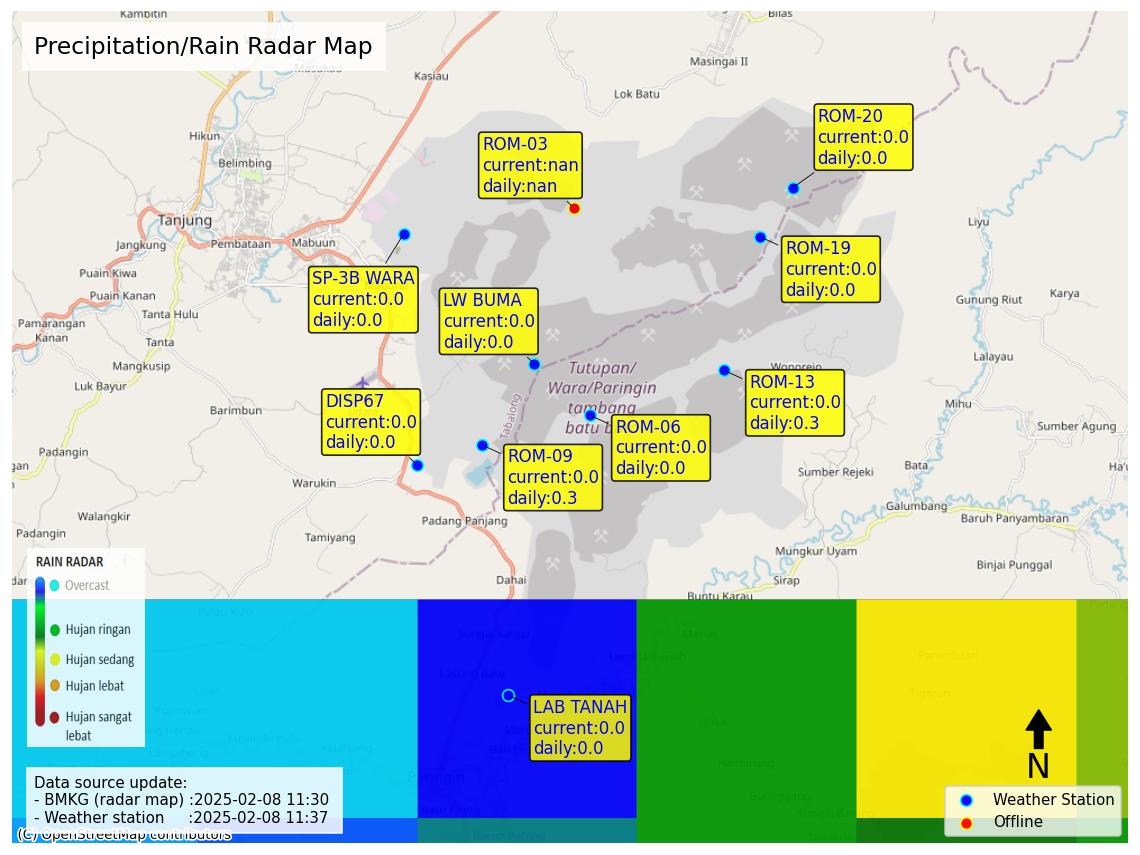 Kambitin
Bilas
Precipitation/Rain Radar Map
Masukau
Kasiau
Masingai II
Lok Batu
ROM-20
current:0.0
daily:0.0
ROM-03
current:nan
daily:nan
Hikun
Belimbing
Tanjung
Jangkung
Pembataan
Mabuun
Liyu
ROM-19
current:0.0
daily:0.0
Puain Kiwa
Puain Kanan
SP-3B WARA
current:0.0
daily:0.0
LW BUMA
current:0.0
daily:0.0
Gunung Riut
Karya
Tanta Hulu
Pamarangan
Kanan
Tanta
Mangkusip
Luk Bayur
Lalayau
Wonorejo
Tutupan/
Wara/Paringin
tambang
batu b
Tabalong
ROM-13
current:0.0
daily:0.3
DISP67
current:0.0
daily:0.0
Barimbun
Mihu
ROM-06
current:0.0
daily:0.0
Sumber Agung
Padangin
ROM-09
current:0.0
daily:0.3
gan
Bata
Ha'u
Sumber Rejeki
Warukin
Galumbang
Walangkir
Padang Panjang
Baruh Panyambaran
Padangin
Tamiyang
Mungkur Uyam
Binjai Punggal
Dahai
Sirap
Buntu Karau
RAIN RADAR
Overcast
Hujan ringan
Hujan sedang
Hujan lebat
Hujan sangat
lebat
LAB TANAH
current:0.0
daily:0.0
Paringin
N
Data source update:
- BMKG (radar map) :2025-02-08 11:30
- Weather station :2025-02-08 11:37
Weather Station
Offline
(C) OpenStreetMap contributors